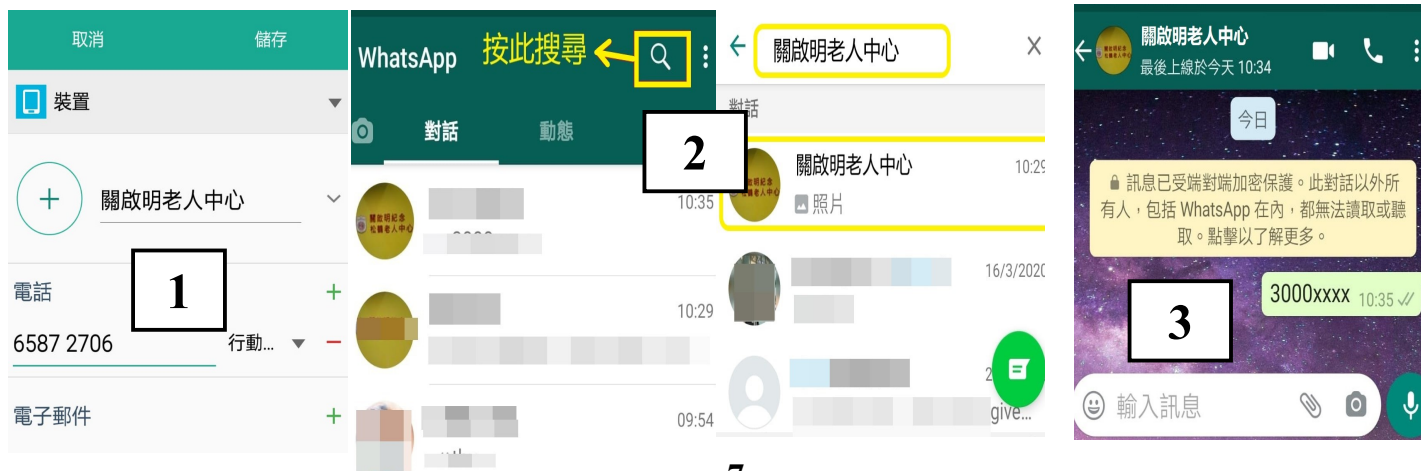 取消 儲存
裝置
關啟明老人中心
1
電話
6587 2706 行動...
電子郵件
WhatsApp 按此搜尋
對話 動態
10:35
10:29
09:54
2
關啟明老人中心
對話
關啟明老人中心 10:29
照片
16/3/2020
give...
關啟明老人中心
最後上線於今天 10:34
今日
訊息已受端對端加密保護。此對話以外所
有人,包括 WhatsApp 在內,都無法讀取或聽
取。點擊以了解更多。
3000xxxx 10:35
3
輸入訊息